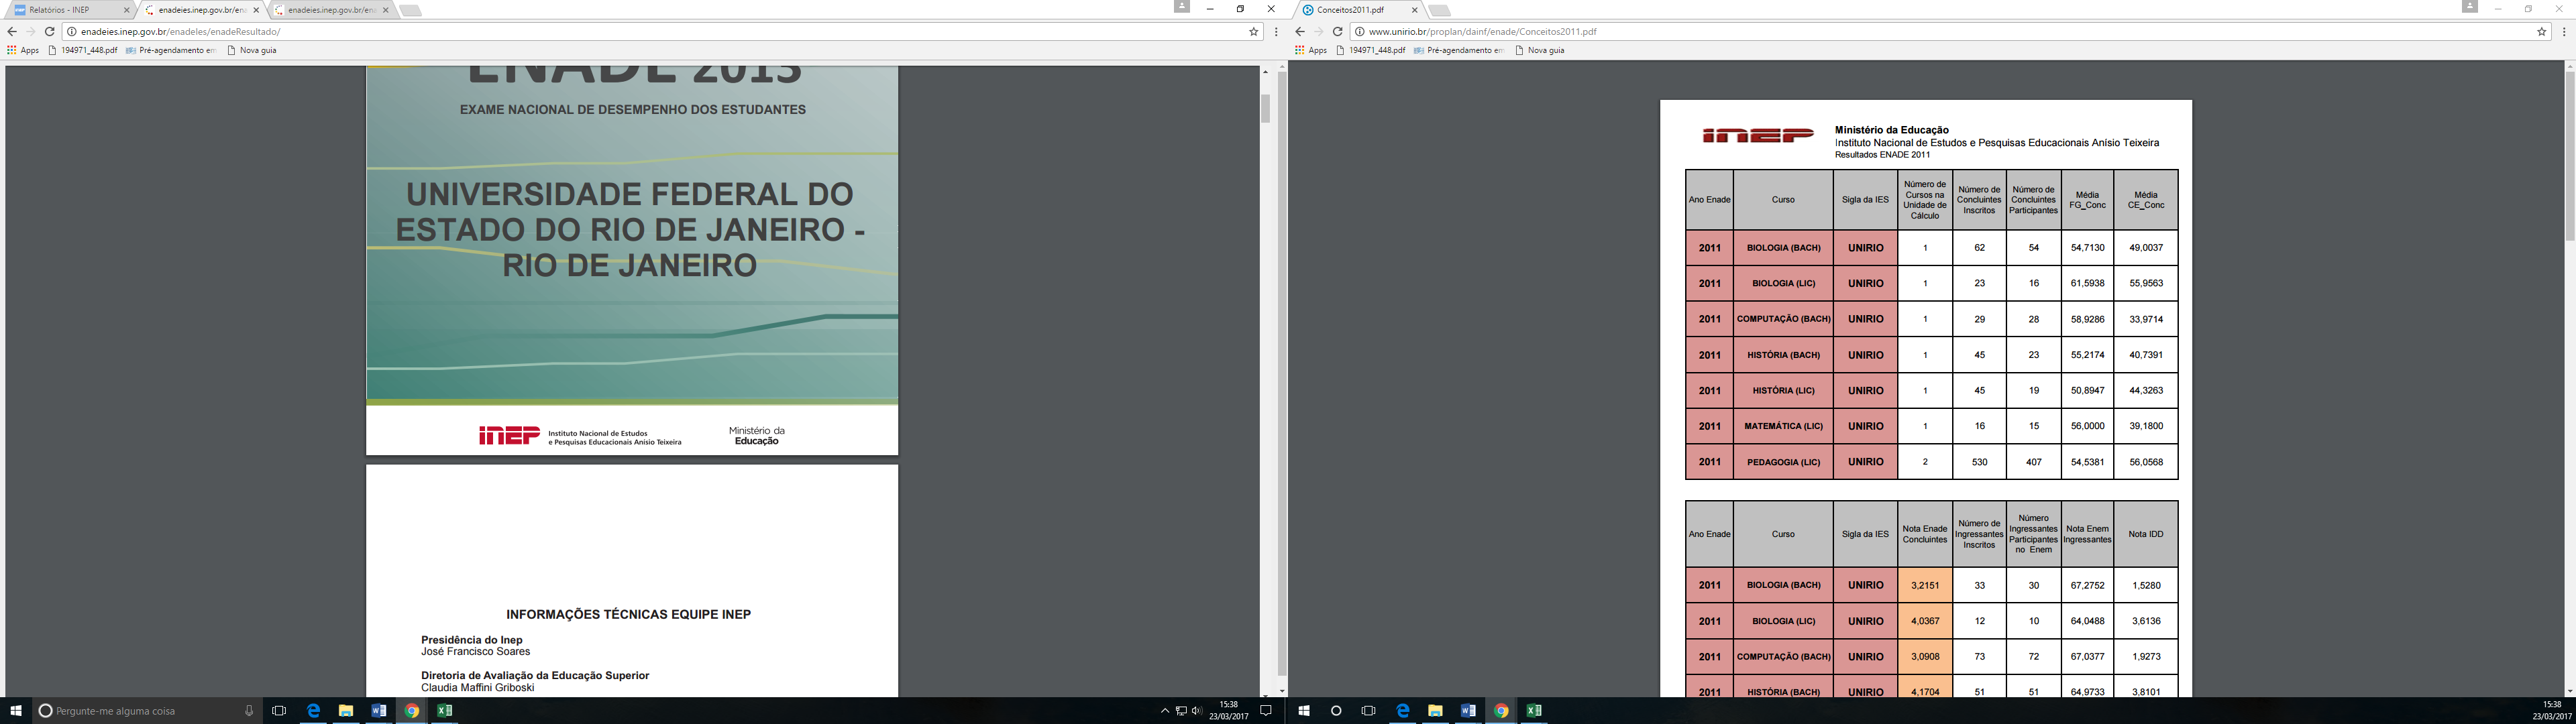 Relatórios - INEP
enadeies.inep.gov.br/ena
enadeies.inep.gov.br/ena
enadeies.inep.gov.br/enadeIes/enadeResultado/
Apps 194971_448.pdf Pré-agendamento em Nova guia
ENADE 2013
EXAME NACIONAL DE DESEMPENHO DOS ESTUDANTES
UNIVERSIDADE FEDERAL DO
ESTADO DO RIO DE JANEIRO -
RIO DE JANEIRO
inep Instituto Nacional de Estudos
e Pesquisas Educacionais Anísio Teixeira
Ministério da
Educação
INFORMAÇÕES TÉCNICAS EQUIPE INEP
Presidência do Inep
José Francisco Soares
Diretoria de Avaliação da Educação Superior
Claudia Maffini Griboski
Pergunte-me alguma coisa
15:38
23/03/2017
Conceitos2011.pdf
www.unirio.br/proplan/dainf/enade/Conceitos2011.pdf
Apps 194971_448.pdf Pré-agendamento em Nova guia
inep
Ministério da Educação
Instituto Nacional de Estudos e Pesquisas Educacionais Anísio Teixeira
Resultados ENADE 2011
Ano Enade Curso Sigla da IES Número de Cursos na Unidade de Cálculo Número de Concluintes Inscritos Número de Concluintes Participantes Média FG_Conc Média CE_Conc
2011 BIOLOGIA (BACH) UNIRIO 1 62 54 54,7130 49,0037
2011 BIOLOGIA (LIC) UNIRIO 1 23 16 61,5938 55,9563
2011 COMPUTAÇÃO (BACH) UNIRIO 1 29 28 58,9286 33,9714
2011 HISTÓRIA (BACH) UNIRIO 1 45 23 55,2174 40,7391
2011 HISTÓRIA (LIC) UNIRIO 1 45 19 50,8947 44,3263
2011 MATEMÁTICA (LIC) UNIRIO 1 16 15 56,0000 39,1800
2011 PEDAGOGIA (LIC) UNIRIO 2 530 407 54,5381 56,0568
Ano Enade Curso Sigla da IES Nota Enade Concluintes Número de Ingressantes Inscritos Número Ingressantes Participantes no Enem Nota Enem Ingressantes Nota IDD
2011 BIOLOGIA (BACH) UNIRIO 3,2151 33 30 67,2752 1,5280
2011 BIOLOGIA (LIC) UNIRIO 4,0367 12 10 64,0488 3,6136
2011 COMPUTAÇÃO (BACH) UNIRIO 3,0908 73 72 67,0377 1,9273
2011 HISTÓRIA (BACH) UNIRIO 4,1704 51 51 64,9733 3,8101
15:38
23/03/2017